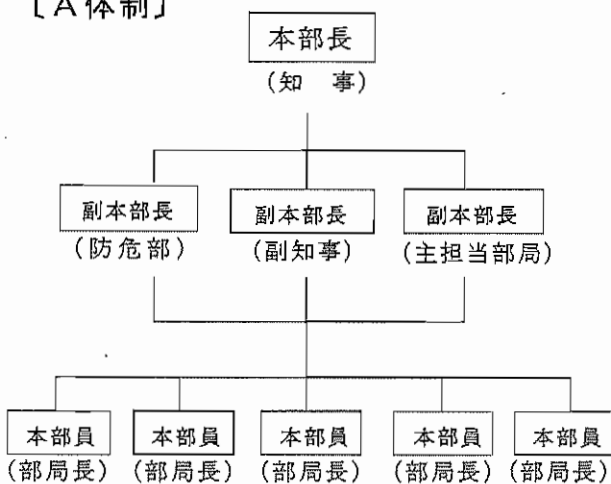 〔A体制〕
本部長
(知　事)
副本部長 副本部長 副本部長
(防危部) (副知事) (主担当部局)
本部員 本部員 本部員 本部員 本部員
(部局長) (部局長) (部局長) (部局長) (部局長)